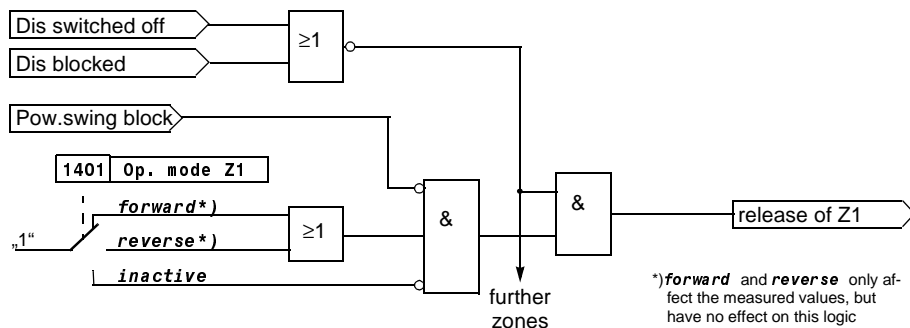 Dis switched off
≥1
Dis blocked
Pow.swing block
1401 Op. mode Z1
forward*)
„1“
reverse*)
≥1
inactive
&
&
release of Z1
further
zones
*)forward and reverse only af-
fect the measured values, but
have no effect on this logic